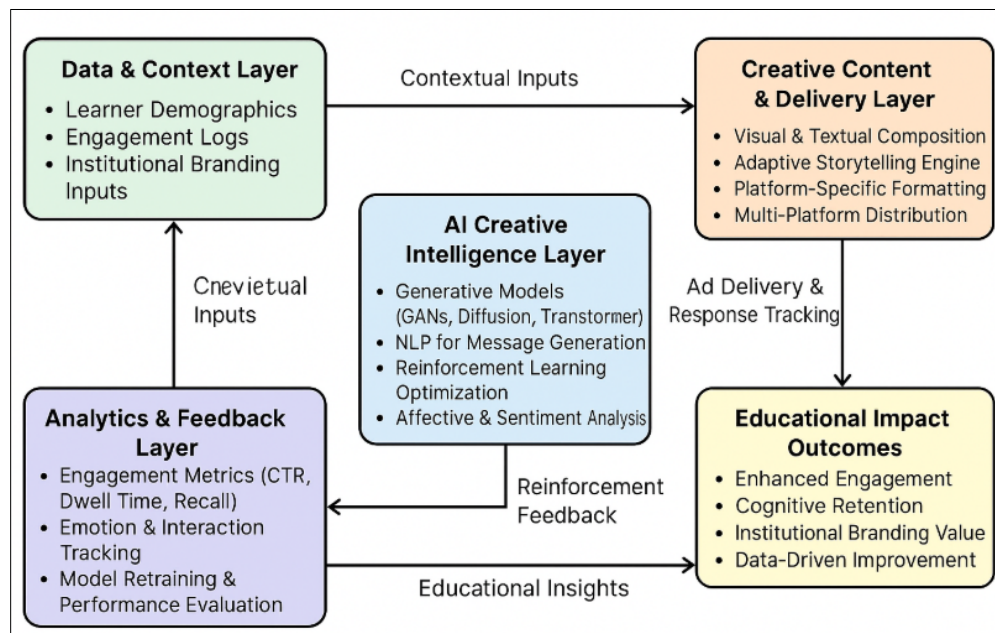 Data & Context Layer
• Learner Demographics
• Engagement Logs
• Institutional Branding
Inputs
Contextual Inputs
Creative Content
& Delivery Layer
• Visual & Textual Composition
• Adaptive Storytelling Engine
• Platform-Specific Formatting
• Multi-Platform Distribution
AI Creative
Intelligence Layer
• Generative Models
(GANs, Diffusion, Transtormer)
• NLP for Message Generation
• Reinforcement Learning
Optimization
• Affective & Sentiment Analysis
Cnevietual
Inputs
Ad Delivery &
Response Tracking
Analytics & Feedback
Layer
• Engagement Metrics (CTR,
Dwell Time, Recall)
• Emotion & Interaction
Tracking
• Model Retraining &
Performance Evaluation
Reinforcement
Feedback
Educational Insights
Educational Impact
Outcomes
• Enhanced Engagement
• Cognitive Retention
• Institutional Branding Value
• Data-Driven Improvement